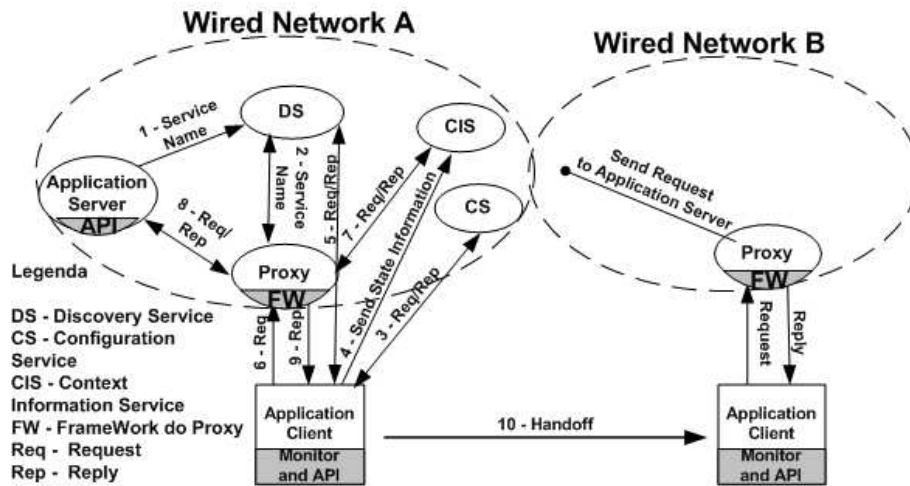 Wired Network A
Wired Network B
DS
1 - Service
Name
CIS
2 - Service
Name
5 - Req/Rep
7 - Req/Rep
Send Request
to Application Server
Application
Server
API
CS
8 - Req/
Rep
4 - Send State Information
Proxy
FW
Proxy
FW
3 - Req/Rep
Legenda
DS - Discovery Service
CS - Configuration
Service
CIS - Context
Information Service
FW - FrameWork do Proxy
Req - Request
Rep - Reply
6 - Req
9 - Rep
Request
Reply
Application
Client
Monitor
and API
10 - Handoff
Application
Client
Monitor
and API